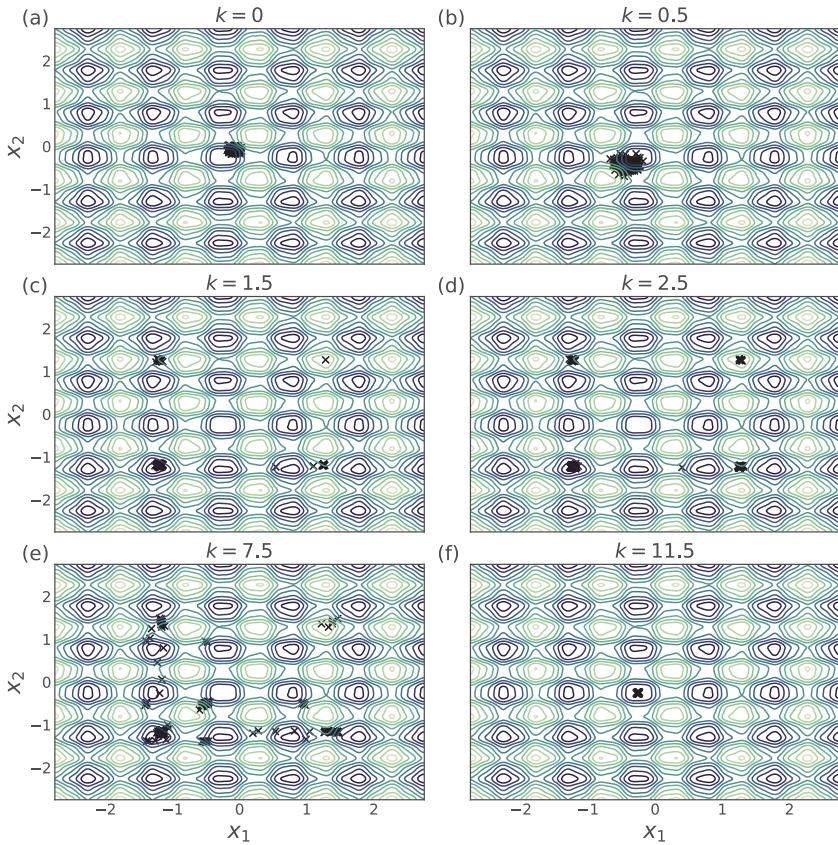 (a) k = 0 (b) k = 0.5
2
1
0
−1
−2
x₂
(c) k = 1.5 (d) k = 2.5
2
1
0
−1
−2
x₂
(e) k = 7.5 (f) k = 11.5
2
1
0
−1
−2
x₂
−2 −1 0 1 2 −2 −1 0 1 2
x₁ x₁